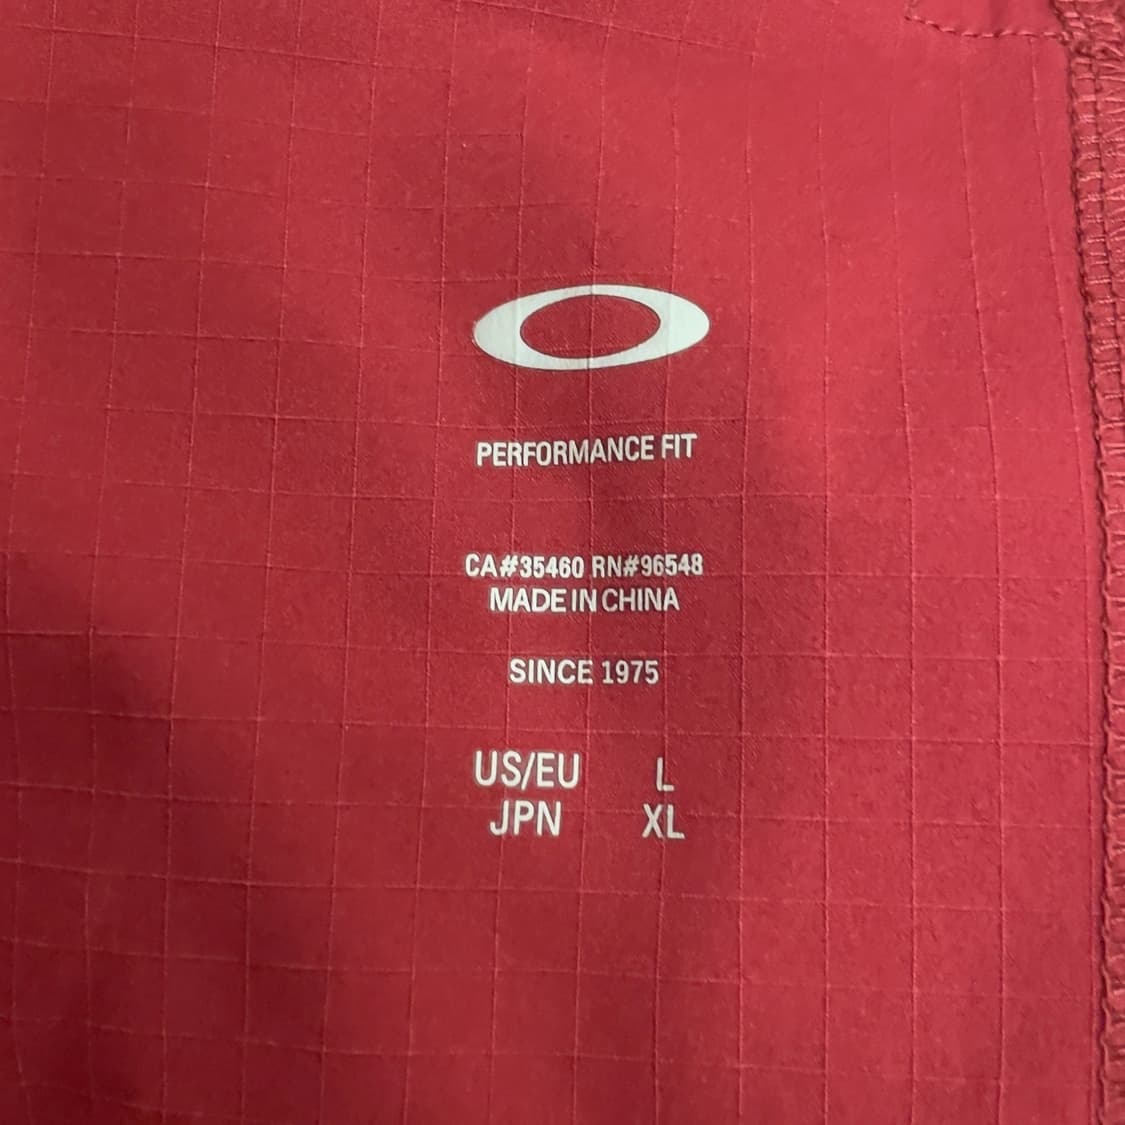 PERFORMANCE FIT
CA#35460 RN#96548
MADE IN CHINA
SINCE 1975
US/EU L
JPN XL